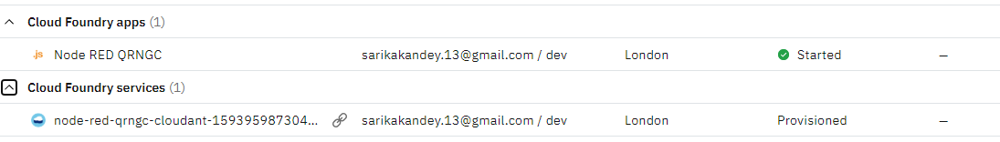 Cloud Foundry apps (1)
.js Node RED QRNGC sarikakandey.13@gmail.com / dev London Started –
Cloud Foundry services (1)
node-red-qrngc-cloudant-159395987304... sarikakandey.13@gmail.com / dev London Provisioned –